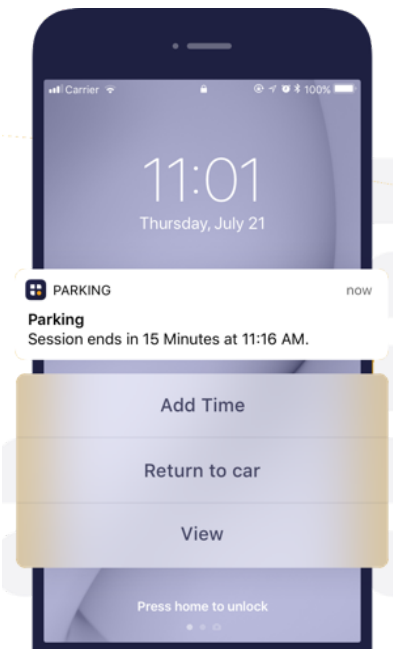 Carrier 100%
11:01
Thursday, July 21
PARKING now
Parking
Session ends in 15 Minutes at 11:16 AM.
Add Time
Return to car
View
Press home to unlock